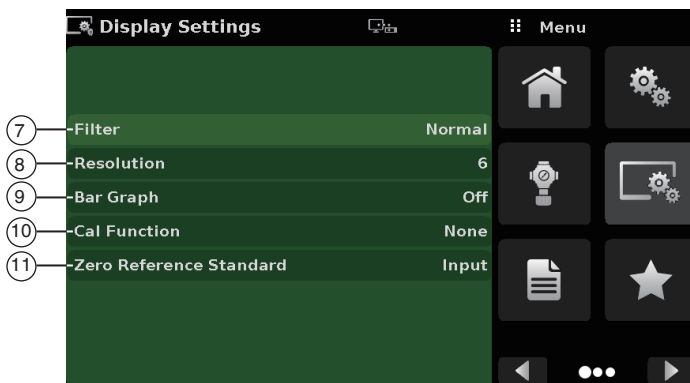 Display Settings
Menu
7 Filter Normal
8 Resolution 6
9 Bar Graph Off
10 Cal Function None
11 Zero Reference Standard Input